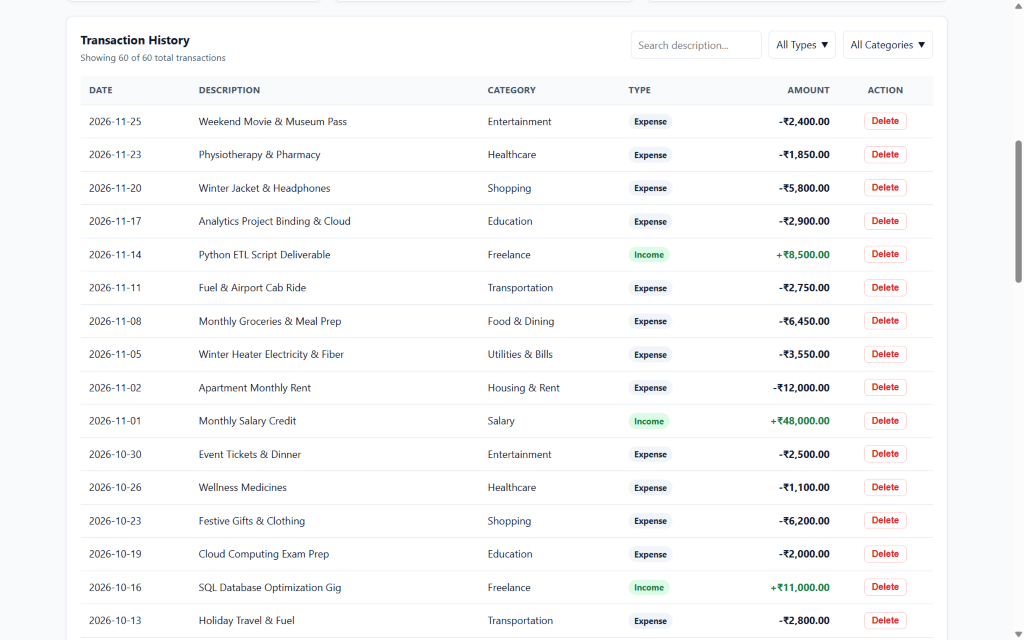 Transaction History
Showing 60 of 60 total transactions
Search description... All Types ▼ All Categories ▼
DATE DESCRIPTION CATEGORY TYPE AMOUNT ACTION
2026-11-25 Weekend Movie & Museum Pass Entertainment Expense -₹2,400.00 Delete
2026-11-23 Physiotherapy & Pharmacy Healthcare Expense -₹1,850.00 Delete
2026-11-20 Winter Jacket & Headphones Shopping Expense -₹5,800.00 Delete
2026-11-17 Analytics Project Binding & Cloud Education Expense -₹2,900.00 Delete
2026-11-14 Python ETL Script Deliverable Freelance Income +₹8,500.00 Delete
2026-11-11 Fuel & Airport Cab Ride Transportation Expense -₹2,750.00 Delete
2026-11-08 Monthly Groceries & Meal Prep Food & Dining Expense -₹6,450.00 Delete
2026-11-05 Winter Heater Electricity & Fiber Utilities & Bills Expense -₹3,550.00 Delete
2026-11-02 Apartment Monthly Rent Housing & Rent Expense -₹12,000.00 Delete
2026-11-01 Monthly Salary Credit Salary Income +₹48,000.00 Delete
2026-10-30 Event Tickets & Dinner Entertainment Expense -₹2,500.00 Delete
2026-10-26 Wellness Medicines Healthcare Expense -₹1,100.00 Delete
2026-10-23 Festive Gifts & Clothing Shopping Expense -₹6,200.00 Delete
2026-10-19 Cloud Computing Exam Prep Education Expense -₹2,000.00 Delete
2026-10-16 SQL Database Optimization Gig Freelance Income +₹11,000.00 Delete
2026-10-13 Holiday Travel & Fuel Transportation Expense -₹2,800.00 Delete